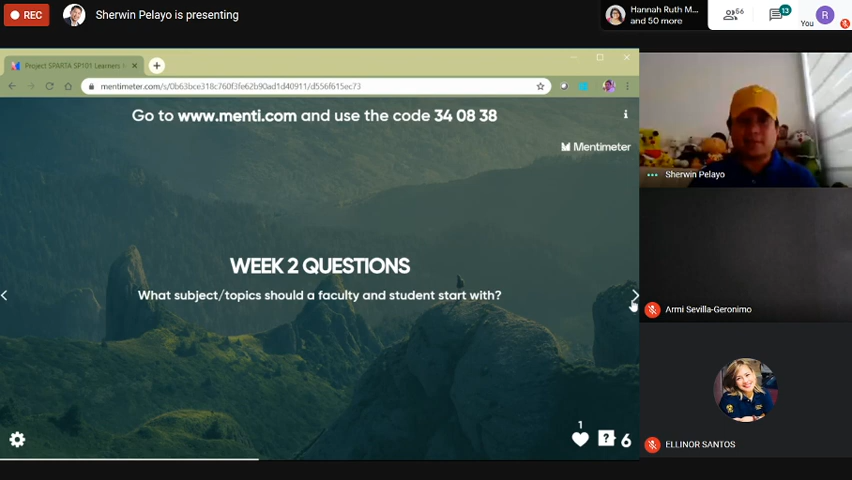 REC
Sherwin Pelayo is presenting
Hannah Ruth M...
and 50 more
56
13
You
R
Project SPARTA SP101 Learners
mentimeter.com/s/0b63bce318c760f3fe62b90ad1d40911/d556f615ec73
Go to www.menti.com and use the code 34 08 38
Mentimeter
WEEK 2 QUESTIONS
What subject/topics should a faculty and student start with?
1
6
Sherwin Pelayo
Armi Sevilla-Geronimo
ELLINOR SANTOS